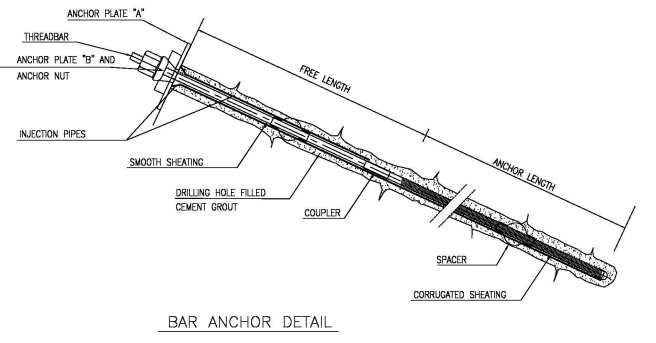 ANCHOR PLATE "A"
THREADBAR
ANCHOR PLATE "B" AND
ANCHOR NUT
FREE LENGTH
INJECTION PIPES
SMOOTH SHEATING
ANCHOR LENGTH
DRILLING HOLE FILLED
CEMENT GROUT
COUPLER
SPACER
CORRUGATED SHEATING
BAR ANCHOR DETAIL